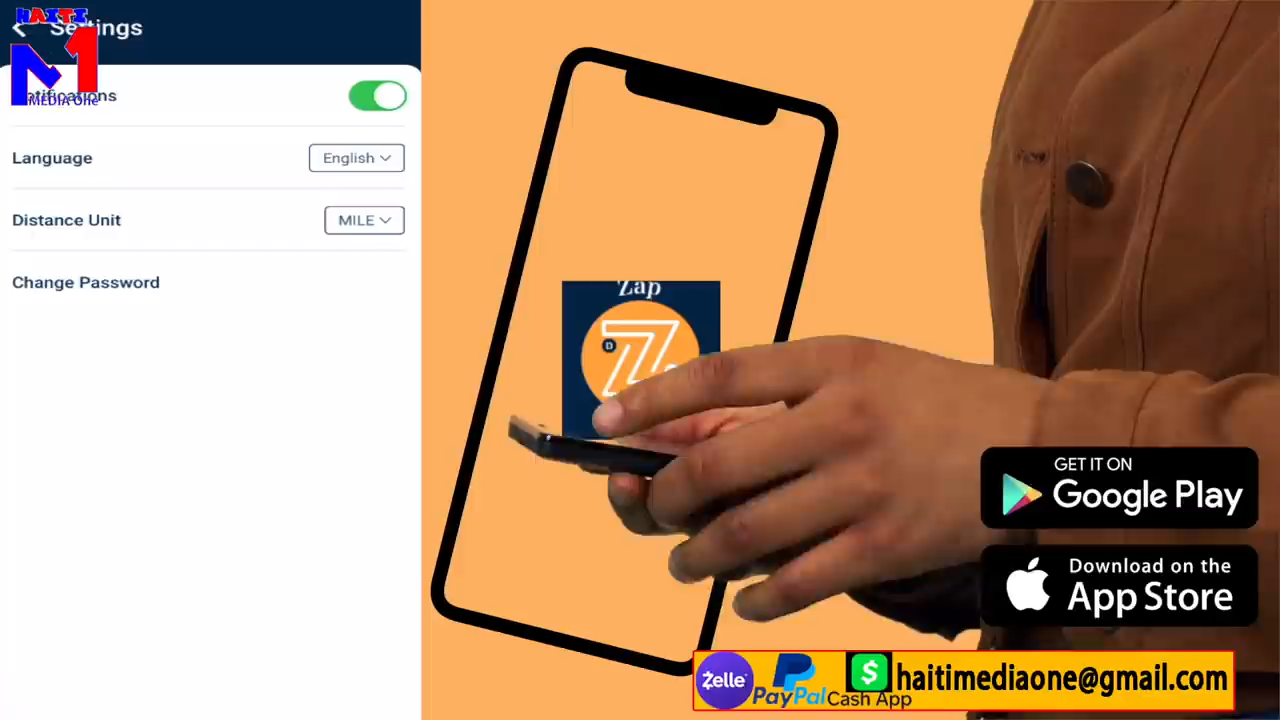 HAITI
Settings
M1
MEDIA One
Notifications
Language
English
Distance Unit
MILE
Change Password
Zap
D
Z
GET IT ON
Google Play
Download on the
App Store
Zelle
PayPal
$
Cash App
haitimediaone@gmail.com